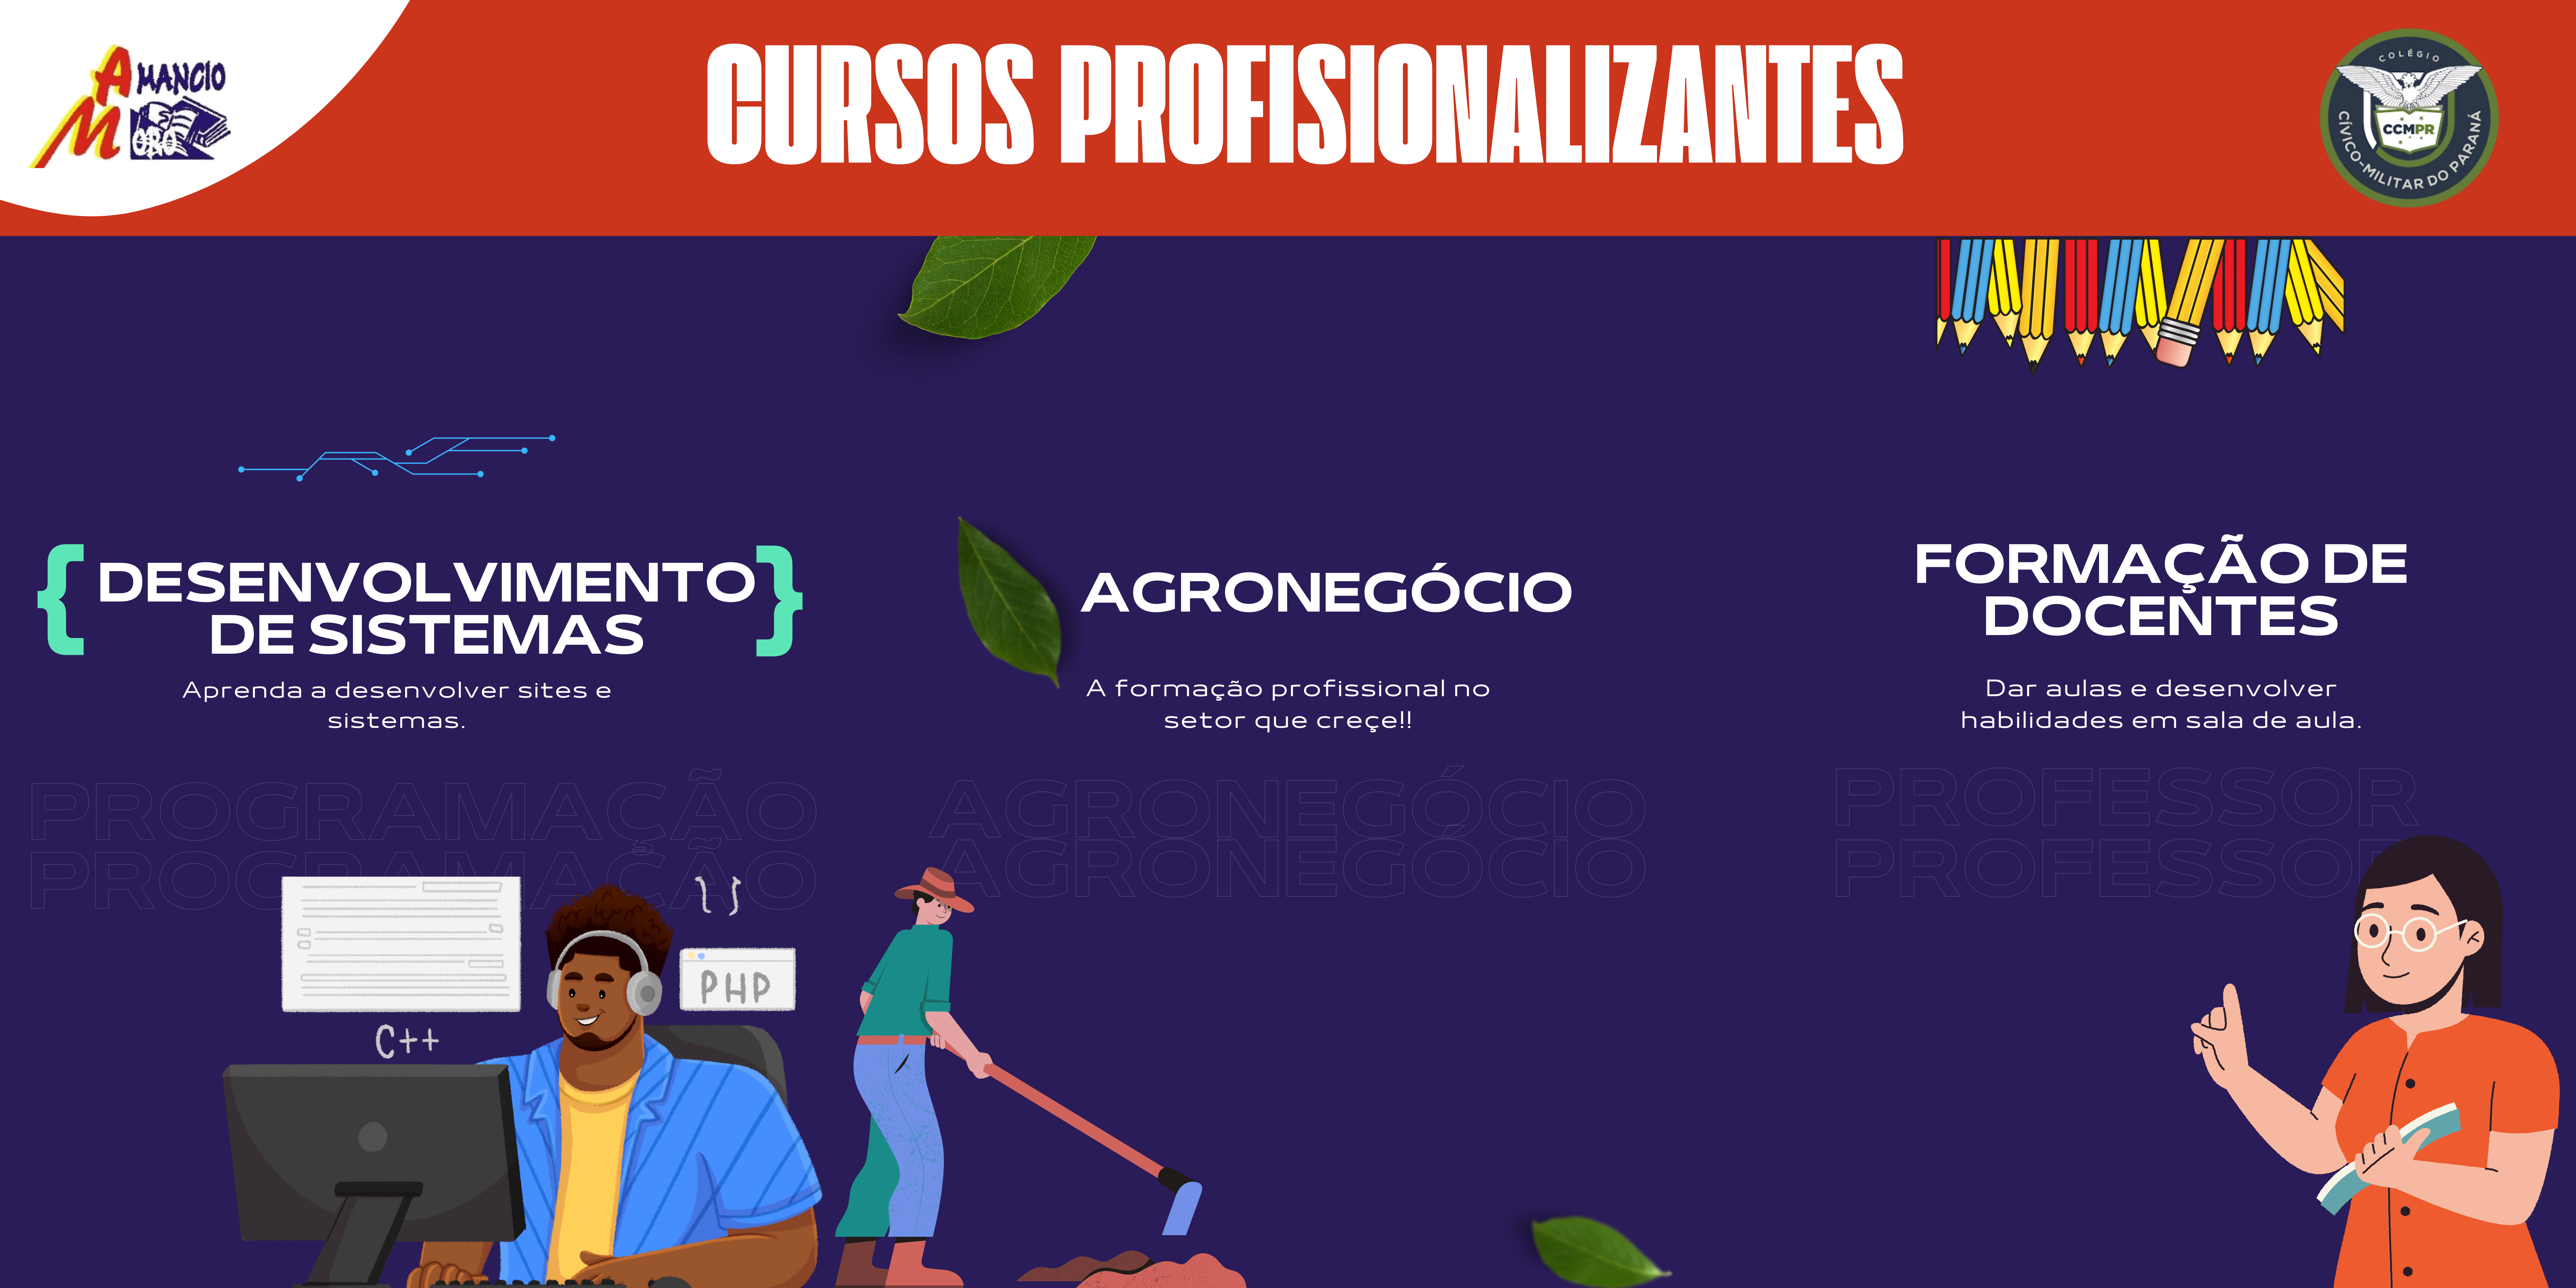 AMANCIO
MORO
CURSOS PROFISIONALIZANTES
COLÉGIO
CCMPR
CÍVICO-MILITAR DO PARANÁ
{ DESENVOLVIMENTO }
DE SISTEMAS
Aprenda a desenvolver sites e
sistemas.
PROGRAMAÇÃO
PROGRAMAÇÃO
{ }
PHP
C++
AGRONEGÓCIO
A formação profissional no
setor que creçe!!
AGRONEGÓCIO
AGRONEGÓCIO
FORMAÇÃO DE
DOCENTES
Dar aulas e desenvolver
habilidades em sala de aula.
PROFESSOR
PROFESSOR